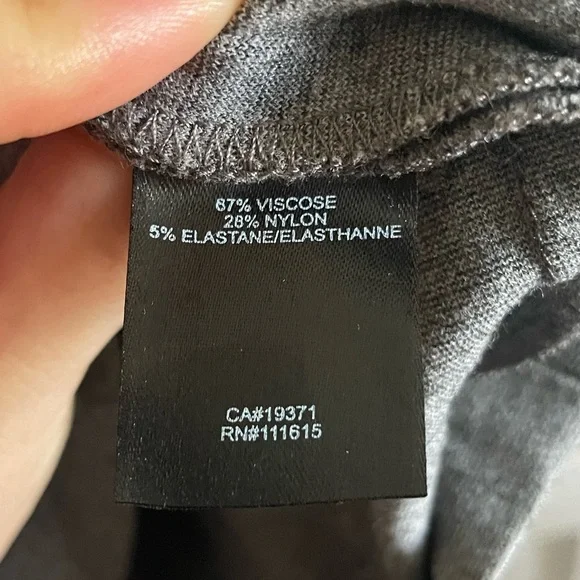 67% VISCOSE
28% NYLON
5% ELASTANE/ELASTHANNE
CA#19371
RN#111615